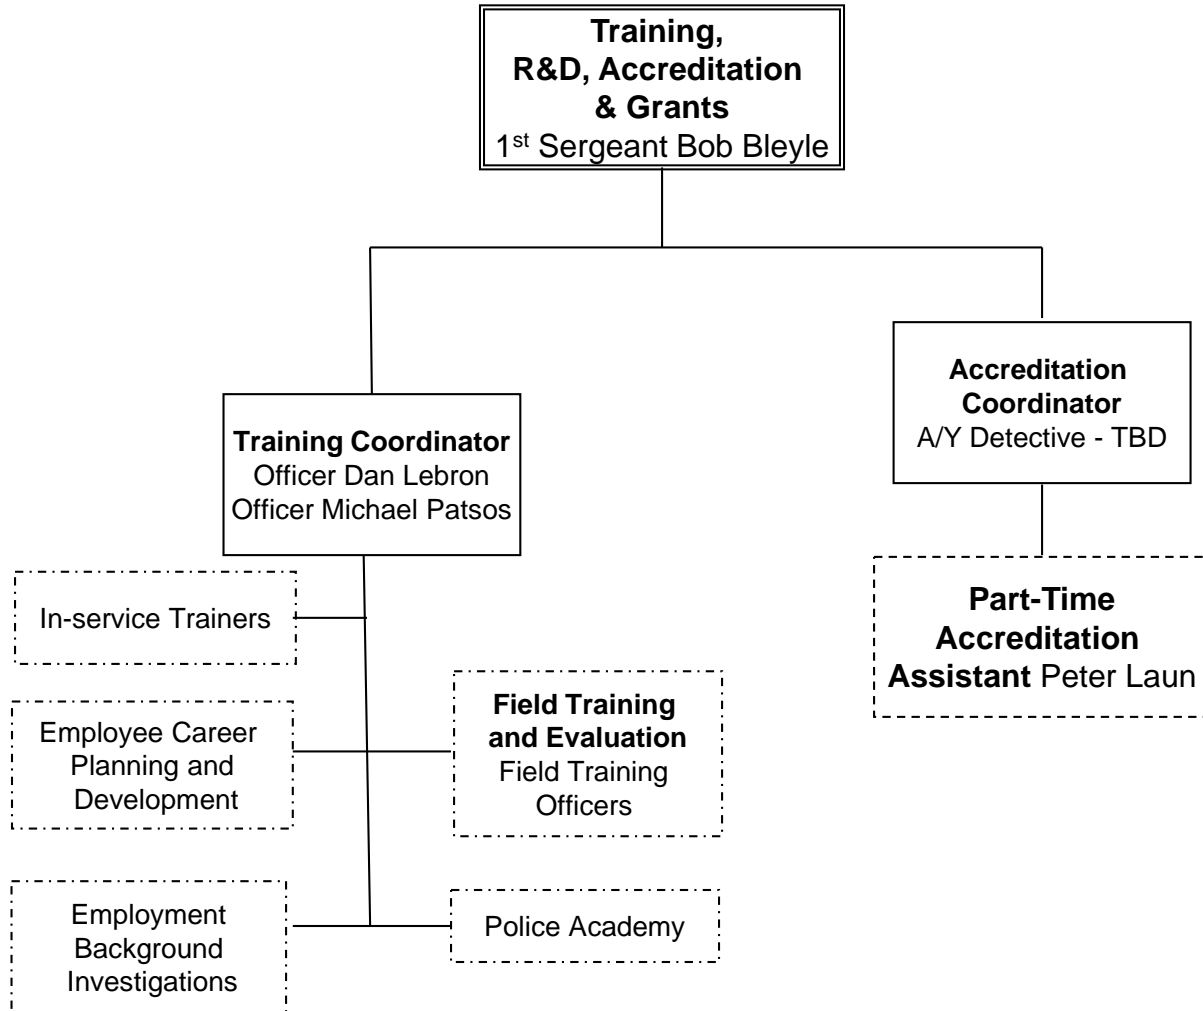 Training,
R&D, Accreditation
& Grants
1st Sergeant Bob Bleyle
Accreditation
Coordinator
A/Y Detective - TBD
Training Coordinator
Officer Dan Lebron
Officer Michael Patsos
Part-Time
Accreditation
Assistant Peter Laun
In-service Trainers
Employee Career
Planning and
Development
Field Training
and Evaluation
Field Training
Officers
Employment
Background
Investigations
Police Academy